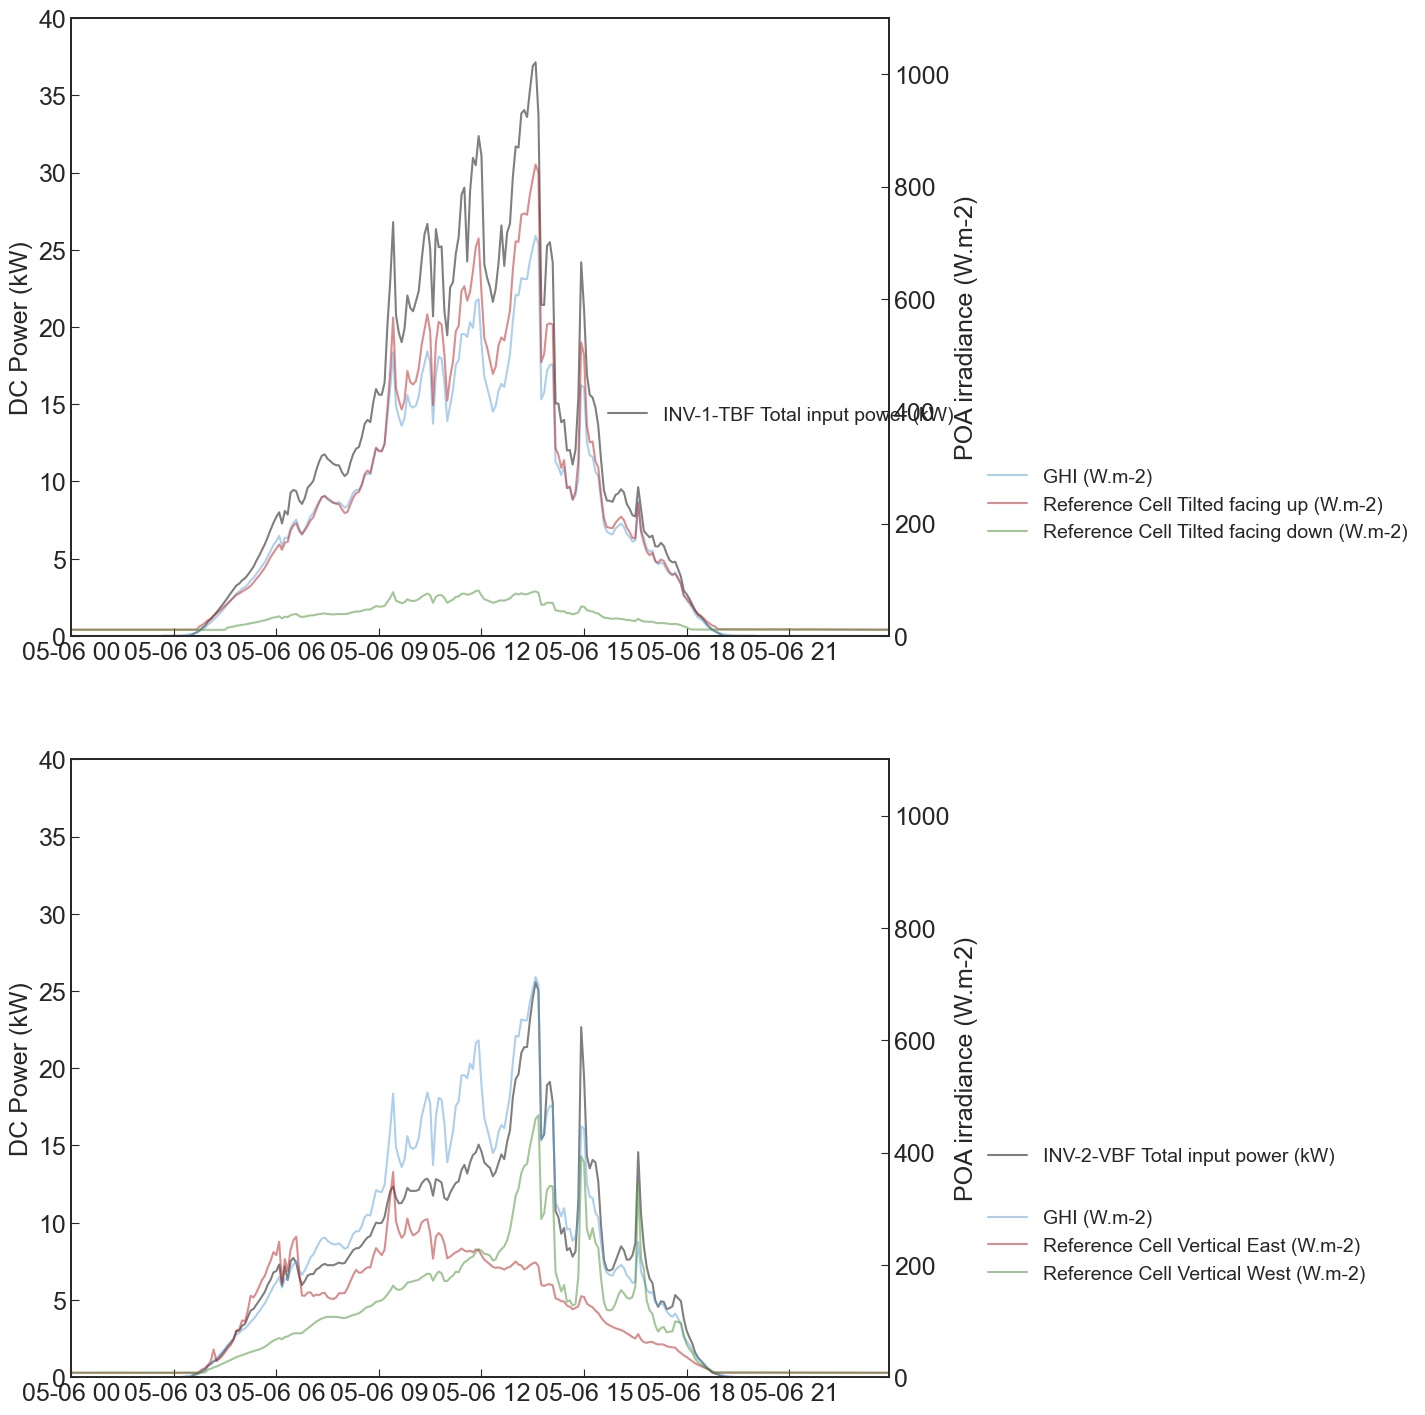 40
35
30
25
20
15
10
5
0
DC Power (kW)
1000
800
600
400
200
0
POA irradiance (W.m-2)
INV-1-TBF Total input power (kW)
GHI (W.m-2)
Reference Cell Tilted facing up (W.m-2)
Reference Cell Tilted facing down (W.m-2)
05-06 00 05-06 03 05-06 06 05-06 09 05-06 12 05-06 15 05-06 18 05-06 21
40
35
30
25
20
15
10
5
0
DC Power (kW)
1000
800
600
400
200
0
POA irradiance (W.m-2)
INV-2-VBF Total input power (kW)
GHI (W.m-2)
Reference Cell Vertical East (W.m-2)
Reference Cell Vertical West (W.m-2)
05-06 00 05-06 03 05-06 06 05-06 09 05-06 12 05-06 15 05-06 18 05-06 21